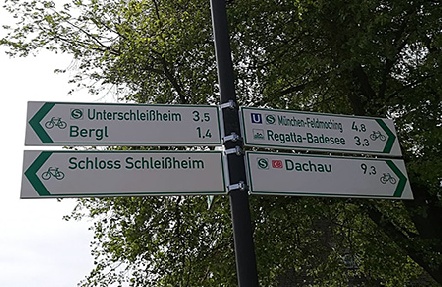 S Unterschleißheim 3,5
Bergl 1,4
Schloss Schleißheim
U S München-Feldmoching 4,8
Regatta-Badesee 3,3
S DB Dachau 9,3